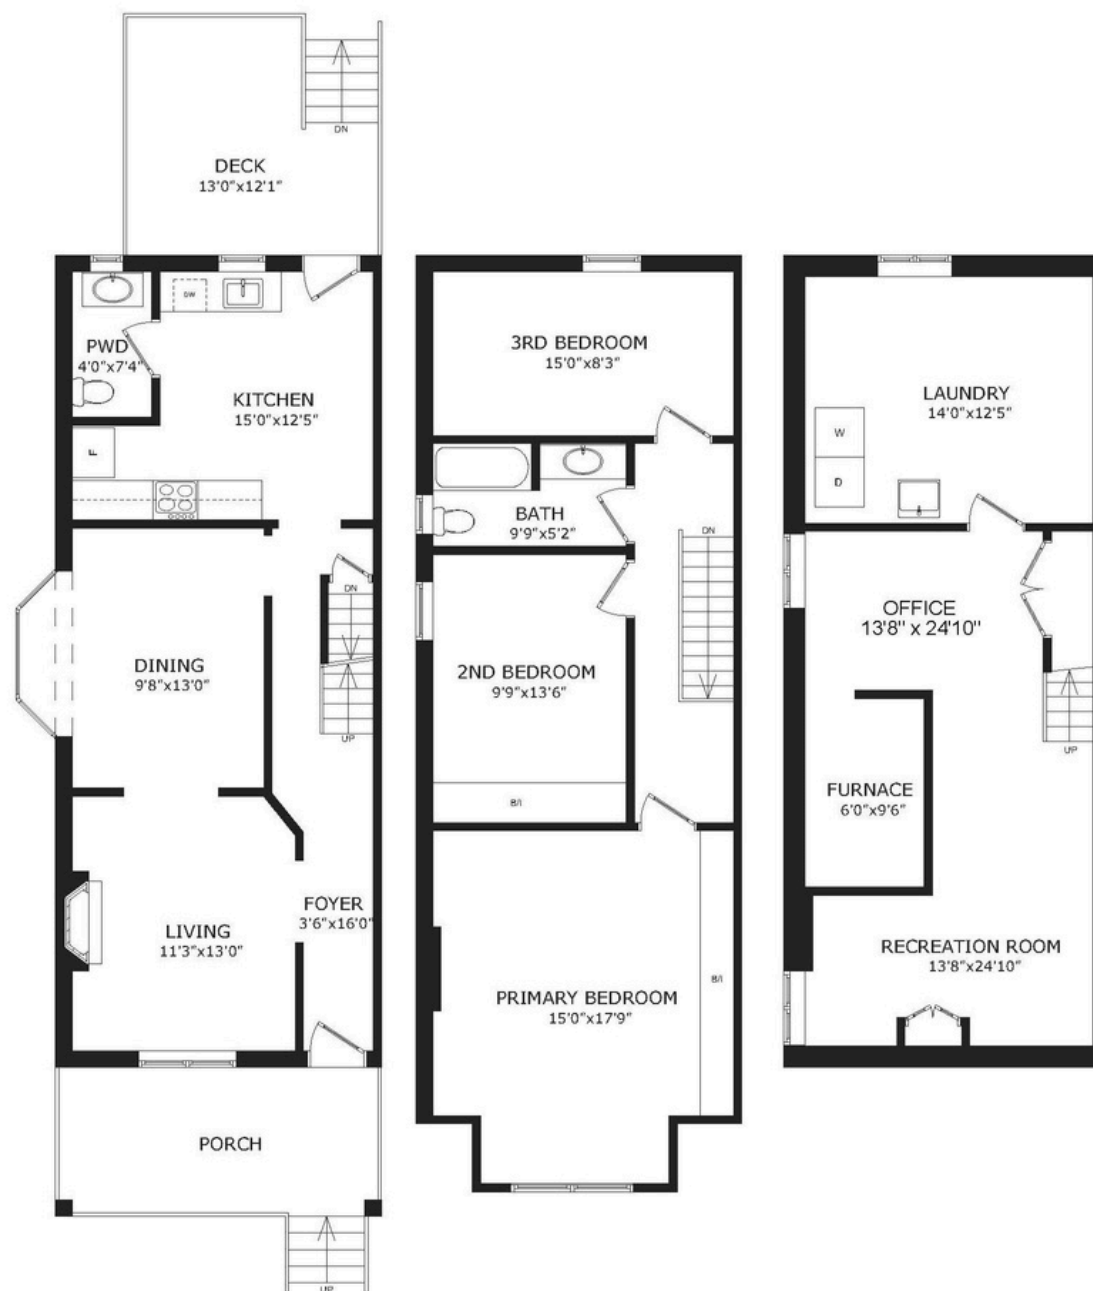 DN
DECK
13'0"x12'1"
DW
PWD
4'0"x7'4"
KITCHEN
15'0"x12'5"
F
DN
DINING
9'8"x13'0"
UP
FOYER
3'6"x16'0"
LIVING
11'3"x13'0"
PORCH
UP
3RD BEDROOM
15'0"x8'3"
BATH
9'9"x5'2"
DN
2ND BEDROOM
9'9"x13'6"
B/I
B/I
PRIMARY BEDROOM
15'0"x17'9"
LAUNDRY
14'0"x12'5"
W
D
OFFICE
13'8" x 24'10"
UP
FURNACE
6'0"x9'6"
RECREATION ROOM
13'8"x24'10"